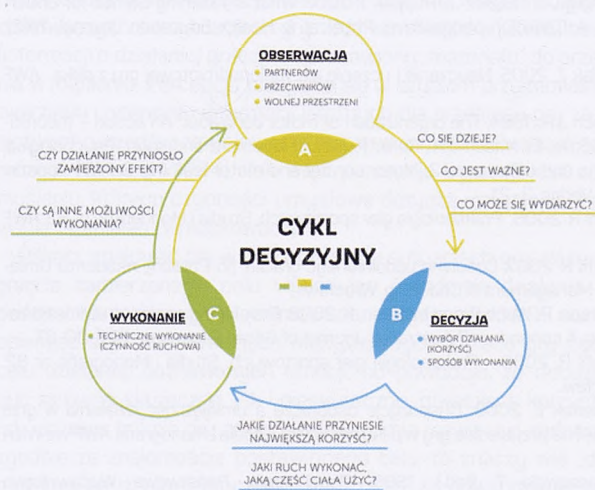 OBSERWACJA
PARTNERÓW
PRZECIWNIKÓW
WOLNEJ PRZESTRZENI
A
CO SIĘ DZIEJE?
CO JEST WAŻNE?
CO MOŻE SIĘ WYDARZYĆ?
CZY DZIAŁANIE PRZYNIOSŁO
ZAMIERZONY EFEKT?
CZY SĄ INNE MOŻLIWOŚCI
WYKONANIA?
CYKL
DECYZYJNY
WYKONANIE
TECHNICZNE WYKONANIE
(CZYNNOŚĆ RUCHOWA)
C
B
DECYZJA
WYBÓR DZIAŁANIA
(KORZYŚĆ)
SPOSÓB WYKONANIA
JAKIE DZIAŁANIE PRZYNIESIE
NAJWIĘKSZĄ KORZYŚĆ?
JAKI RUCH WYKONAĆ,
JAKĄ CZĘŚĆ CIAŁA UŻYĆ?